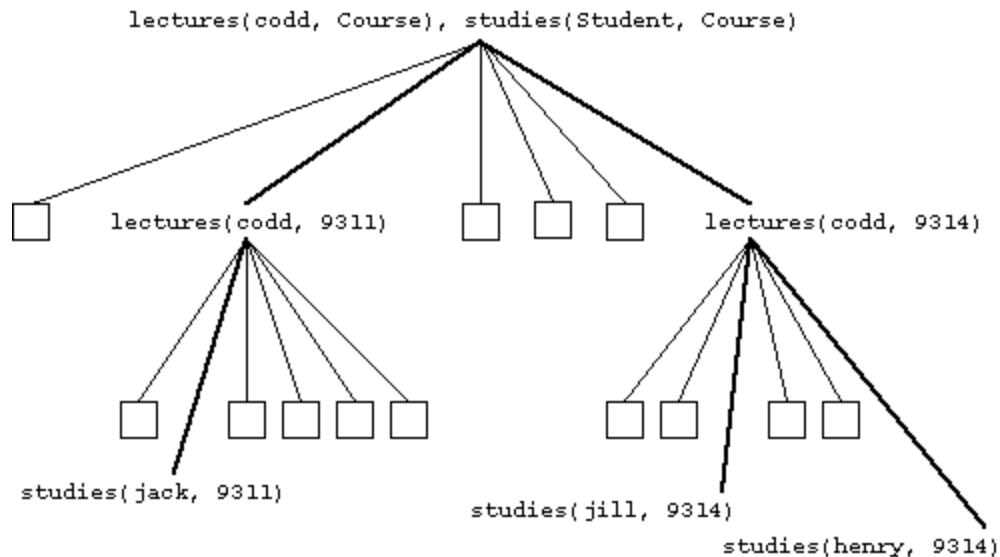 lectures(codd, Course), studies(Student, Course)
lectures(codd, 9311)
lectures(codd, 9314)
studies(jack, 9311)
studies(jill, 9314)
studies(henry, 9314)